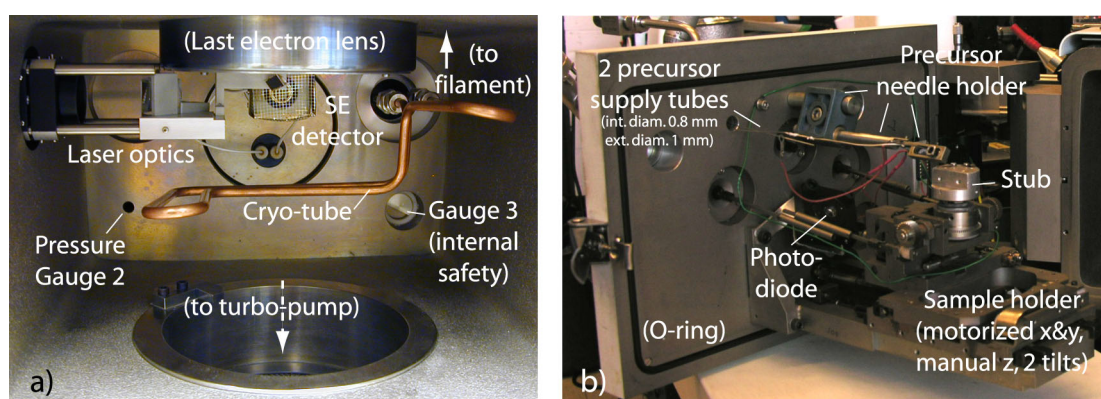 (Last electron lens)
(to
filament)
SE
detector
Laser optics
Cryo-tube
Pressure
Gauge 2
Gauge 3
(internal
safety)
(to turbo-pump)
a)
2 precursor
supply tubes
(int. diam. 0.8 mm
ext. diam. 1 mm)
Precursor
needle holder
Stub
Photo-
diode
(O-ring)
Sample holder
(motorized x&y,
manual z, 2 tilts)
b)